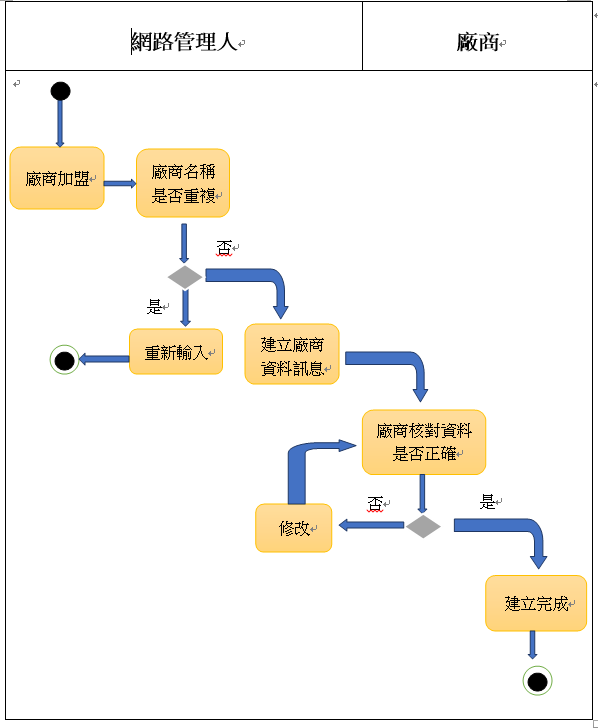 網路管理人
廠商
廠商加盟
廠商名稱
是否重複
否
是
重新輸入
建立廠商
資料訊息
廠商核對資料
是否正確
否
是
修改
建立完成